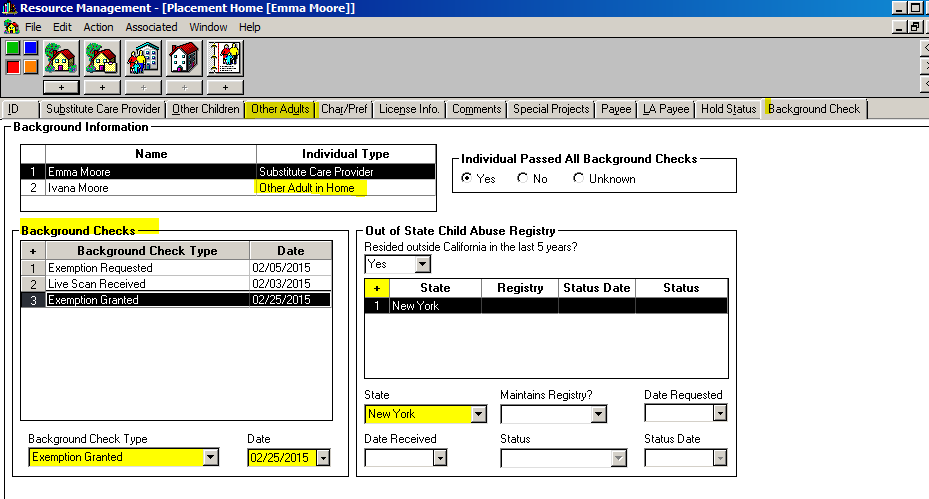 Resource Management - [Placement Home [Emma Moore]]
File Edit Action Associated Window Help
+ + + + +
ID Substitute Care Provider Other Children Other Adults Char/Pref License Info. Comments Special Projects Payee LA Payee Hold Status Background Check
Background Information
Name Individual Type
1 Emma Moore Substitute Care Provider
2 Ivana Moore Other Adult in Home
Individual Passed All Background Checks
Yes No Unknown
Background Checks
+ Background Check Type Date
1 Exemption Requested 02/05/2015
2 Live Scan Received 02/03/2015
3 Exemption Granted 02/25/2015
Background Check Type Date
Exemption Granted 02/25/2015
Out of State Child Abuse Registry
Resided outside California in the last 5 years?
Yes
+ State Registry Status Date Status
1 New York
State Maintains Registry? Date Requested
New York
Date Received Status Status Date